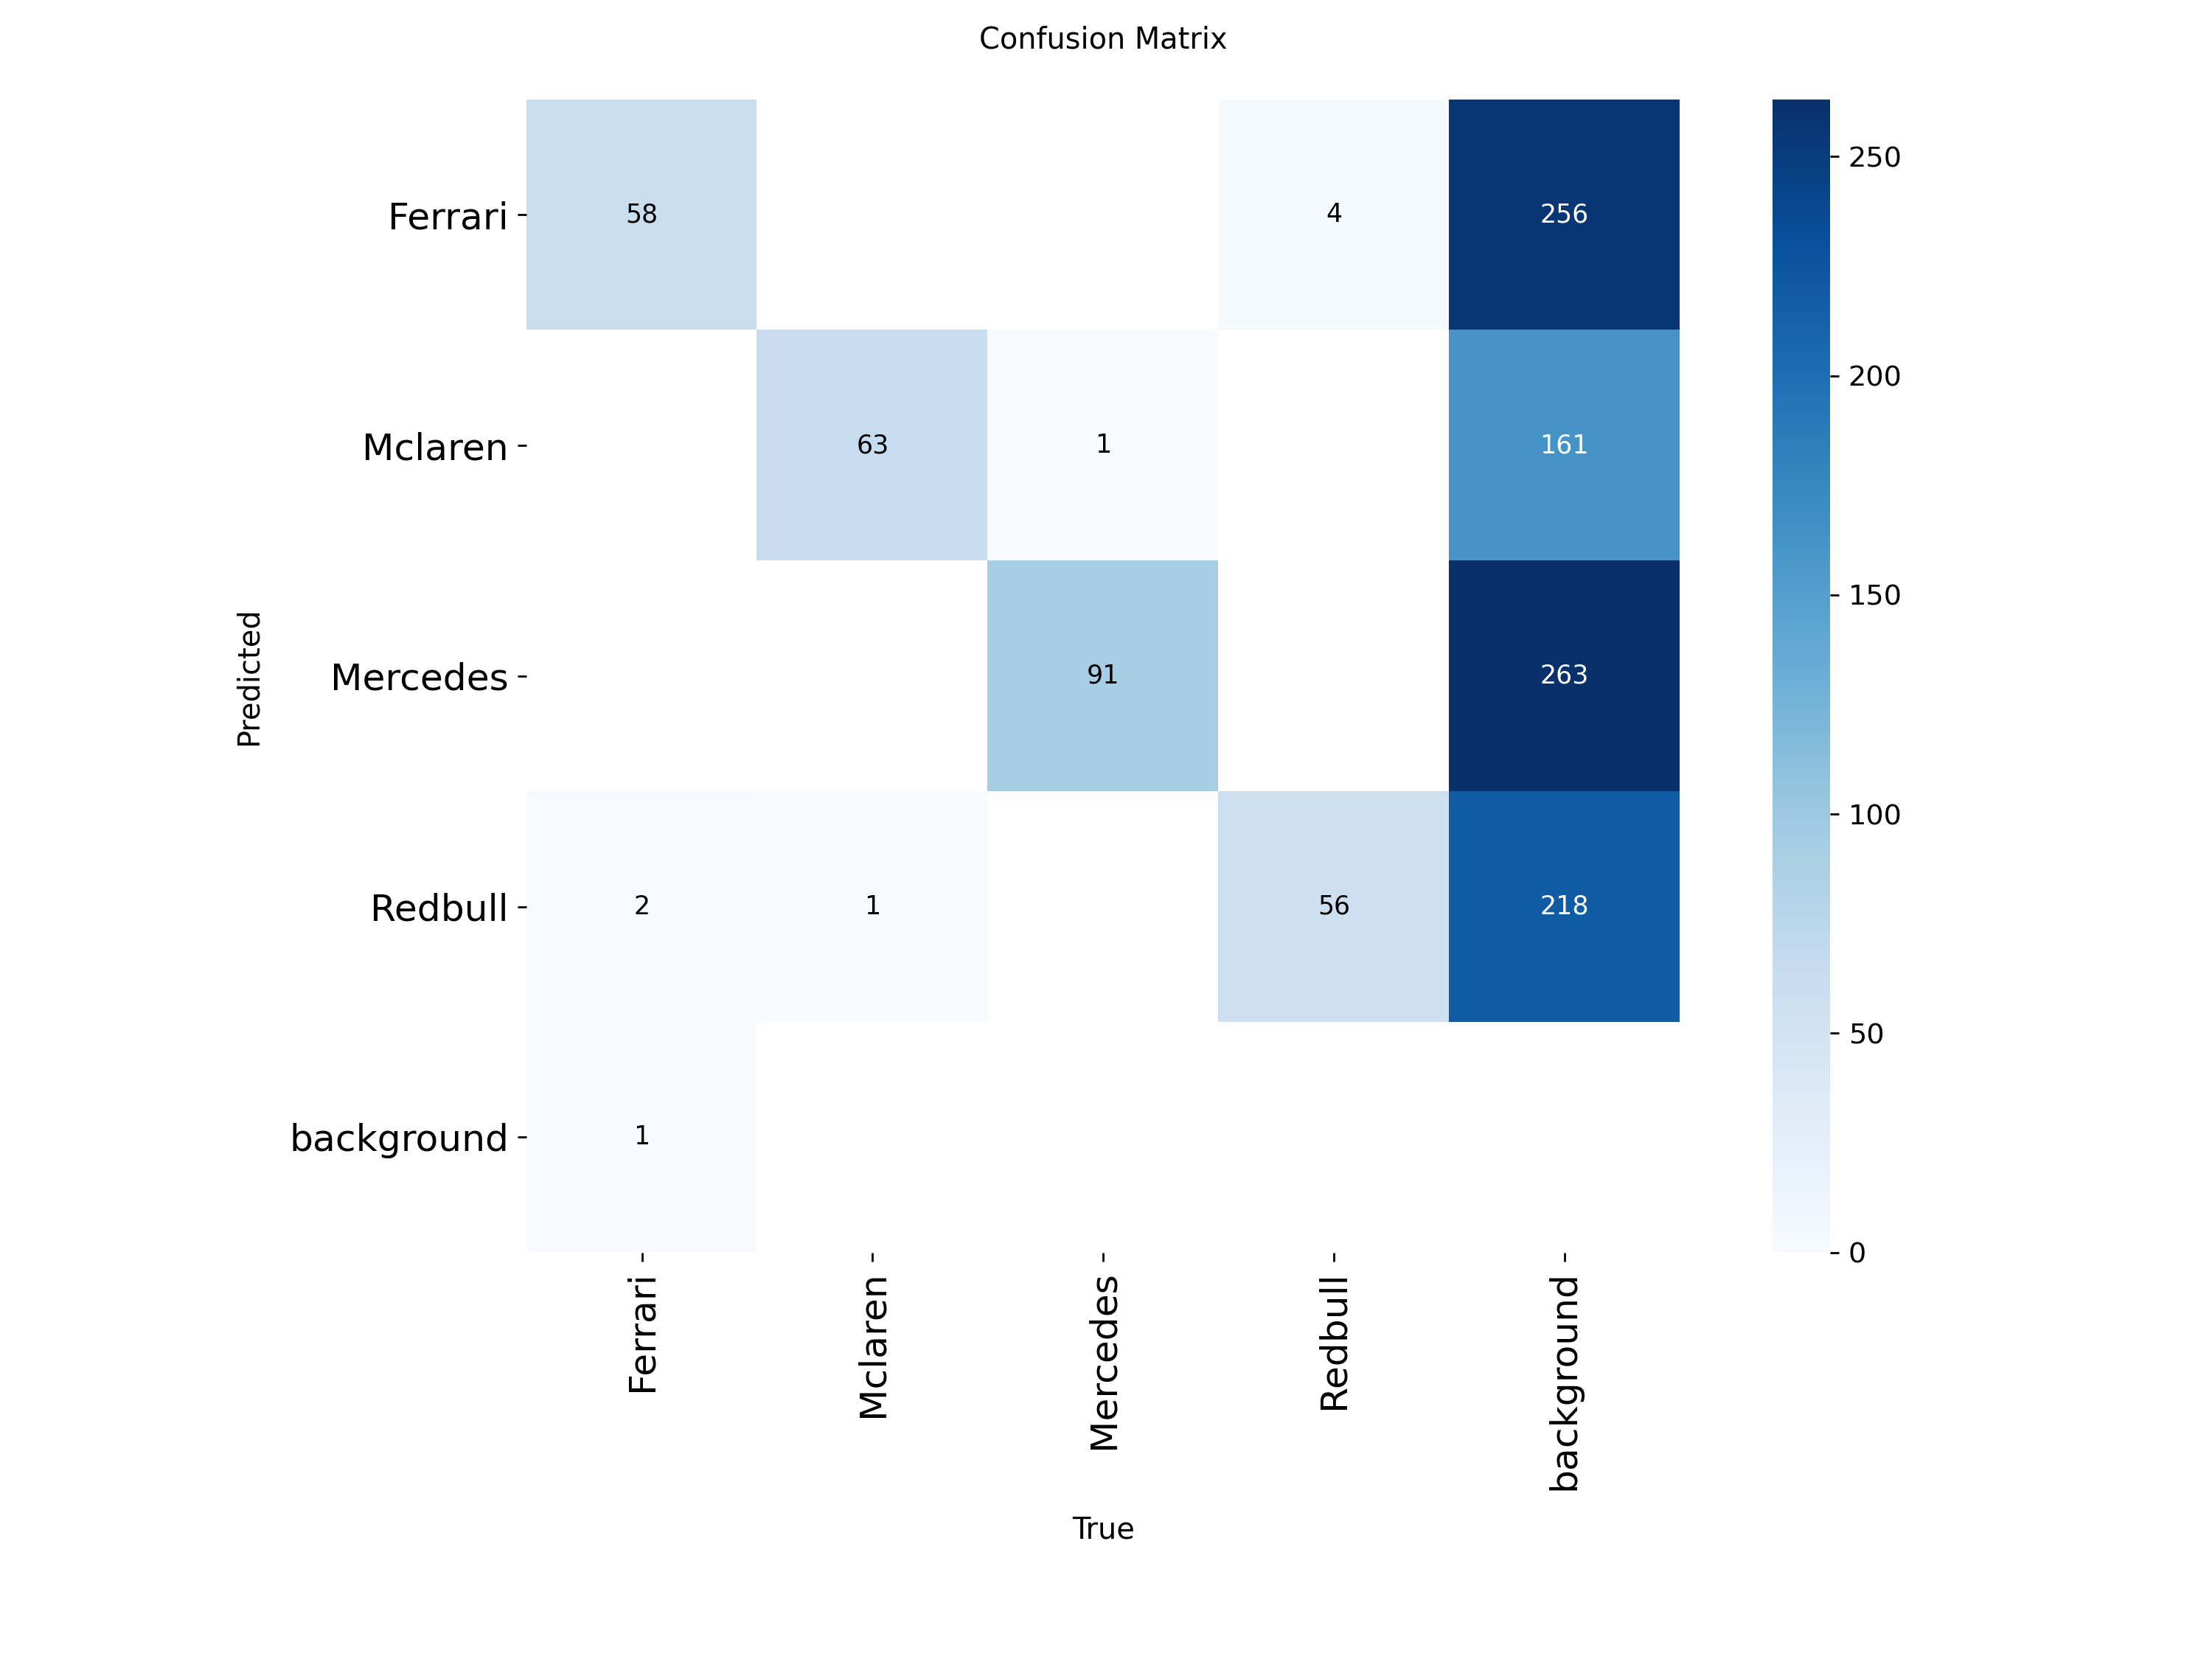 Confusion Matrix
Predicted
Ferrari 58 4 256
Mclaren 63 1 161
Mercedes 91 263
Redbull 2 1 56 218
background 1
Ferrari Mclaren Mercedes Redbull background
True
250
200
150
100
50
0